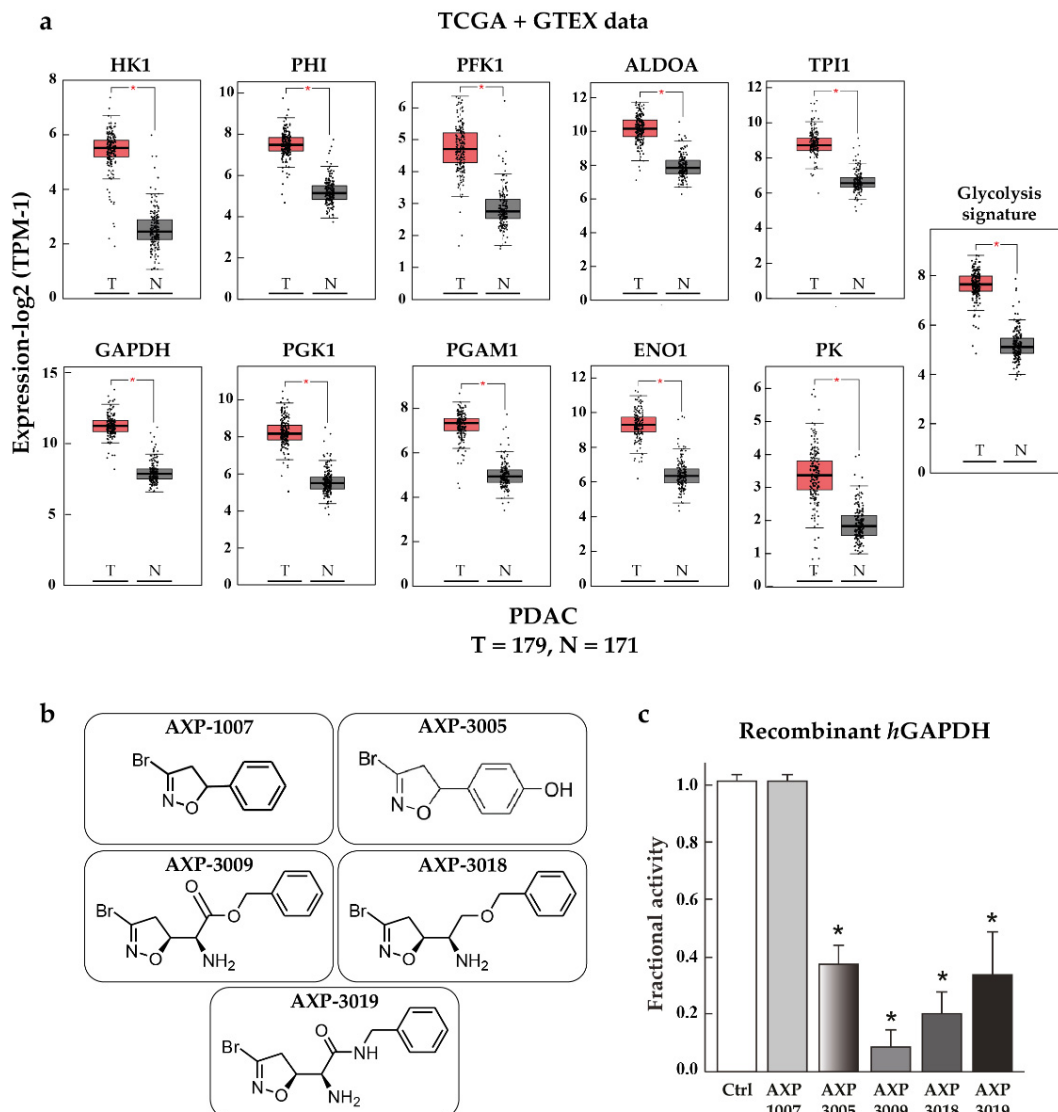 a
TCGA + GTEX data
HK1
PHI
PFK1
ALDOA
TPI1
Expression-log2 (TPM-1)
8
6
4
2
0
*
T N
10
8
6
4
2
0
*
T N
6
5
4
3
2
1
0
*
T N
12
10
8
6
4
2
0
*
T N
12
10
8
6
4
2
0
*
T N
Glycolysis
signature
8
6
4
2
0
*
T N
GAPDH
PGK1
PGAM1
ENO1
PK
15
10
5
0
*
T N
10
8
6
4
2
0
*
T N
8
6
4
2
0
*
T N
12
10
8
6
4
2
0
*
T N
6
5
4
3
2
1
0
*
T N
PDAC
T = 179, N = 171
b
AXP-1007
Br
N
O
AXP-3005
Br
N
O
OH
AXP-3009
Br
N
O
O
O
NH2
AXP-3018
Br
N
O
O
NH2
AXP-3019
Br
N
O
O
NH
NH2
c
Recombinant hGAPDH
Fractional activity
1.0
0.8
0.6
0.4
0.2
0.0
*
*
*
*
Ctrl AXP AXP AXP AXP AXP
1007 3005 3009 3018 3019